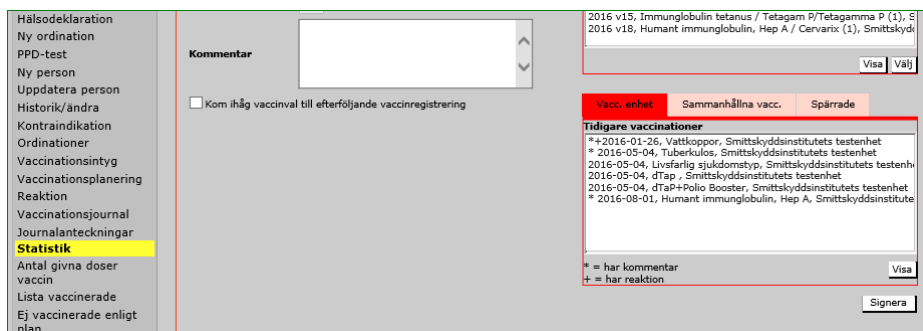 Hälsodeklaration
Ny ordination
PPD-test
Ny person
Uppdatera person
Historik/ändra
Kontraindikation
Ordinationer
Vaccinationsintyg
Vaccinationsplanering
Reaktion
Vaccinationsjournal
Journalanteckningar
Statistik
Antal givna doser
vaccin
Lista vaccinerade
Ej vaccinerade enligt
plan
Kommentar
Kom ihåg vaccinval till efterföljande vaccinregistrering
2016 v15, Immunglobulin tetanus / Tetagam P/Tetagamma P (1), S
2016 v18, Humant immunglobulin, Hep A / Cervarix (1), Smittskydd
Visa Välj
Vacc. enhet Sammanhållna vacc. Spärrade
Tidigare vaccinationer
*+2016-01-26, Vattkoppor, Smittskyddsinstitutets testenhet
* 2016-05-04, Tuberkulos, Smittskyddsinstitutets testenhet
2016-05-04, Livsfarlig sjukdomstyp, Smittskyddsinstitutets testenh
2016-05-04, dTap , Smittskyddsinstitutets testenhet
2016-05-04, dTaP+Polio Booster, Smittskyddsinstitutets testenhet
* 2016-08-01, Humant immunglobulin, Hep A, Smittskyddsinstitute
* = har kommentar
+ = har reaktion
Visa
Signera